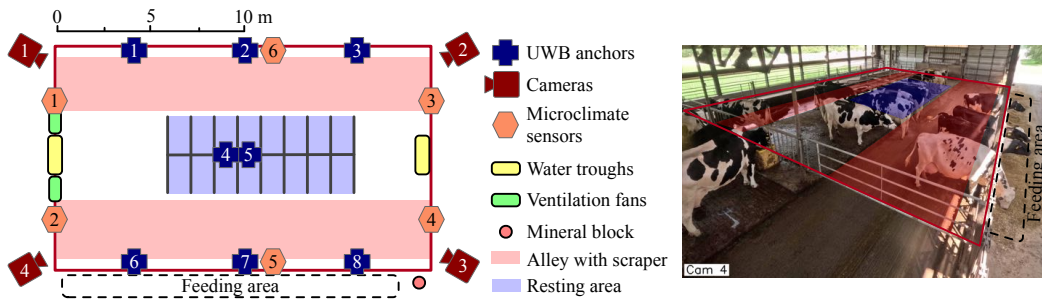 0
5
10 m
1
1
2
6
3
2
1
3
4
5
2
4
4
6
7
5
8
3
Feeding area
UWB anchors
Cameras
Microclimate
sensors
Water troughs
Ventilation fans
Mineral block
Alley with scraper
Resting area
Feeding area
Cam 4